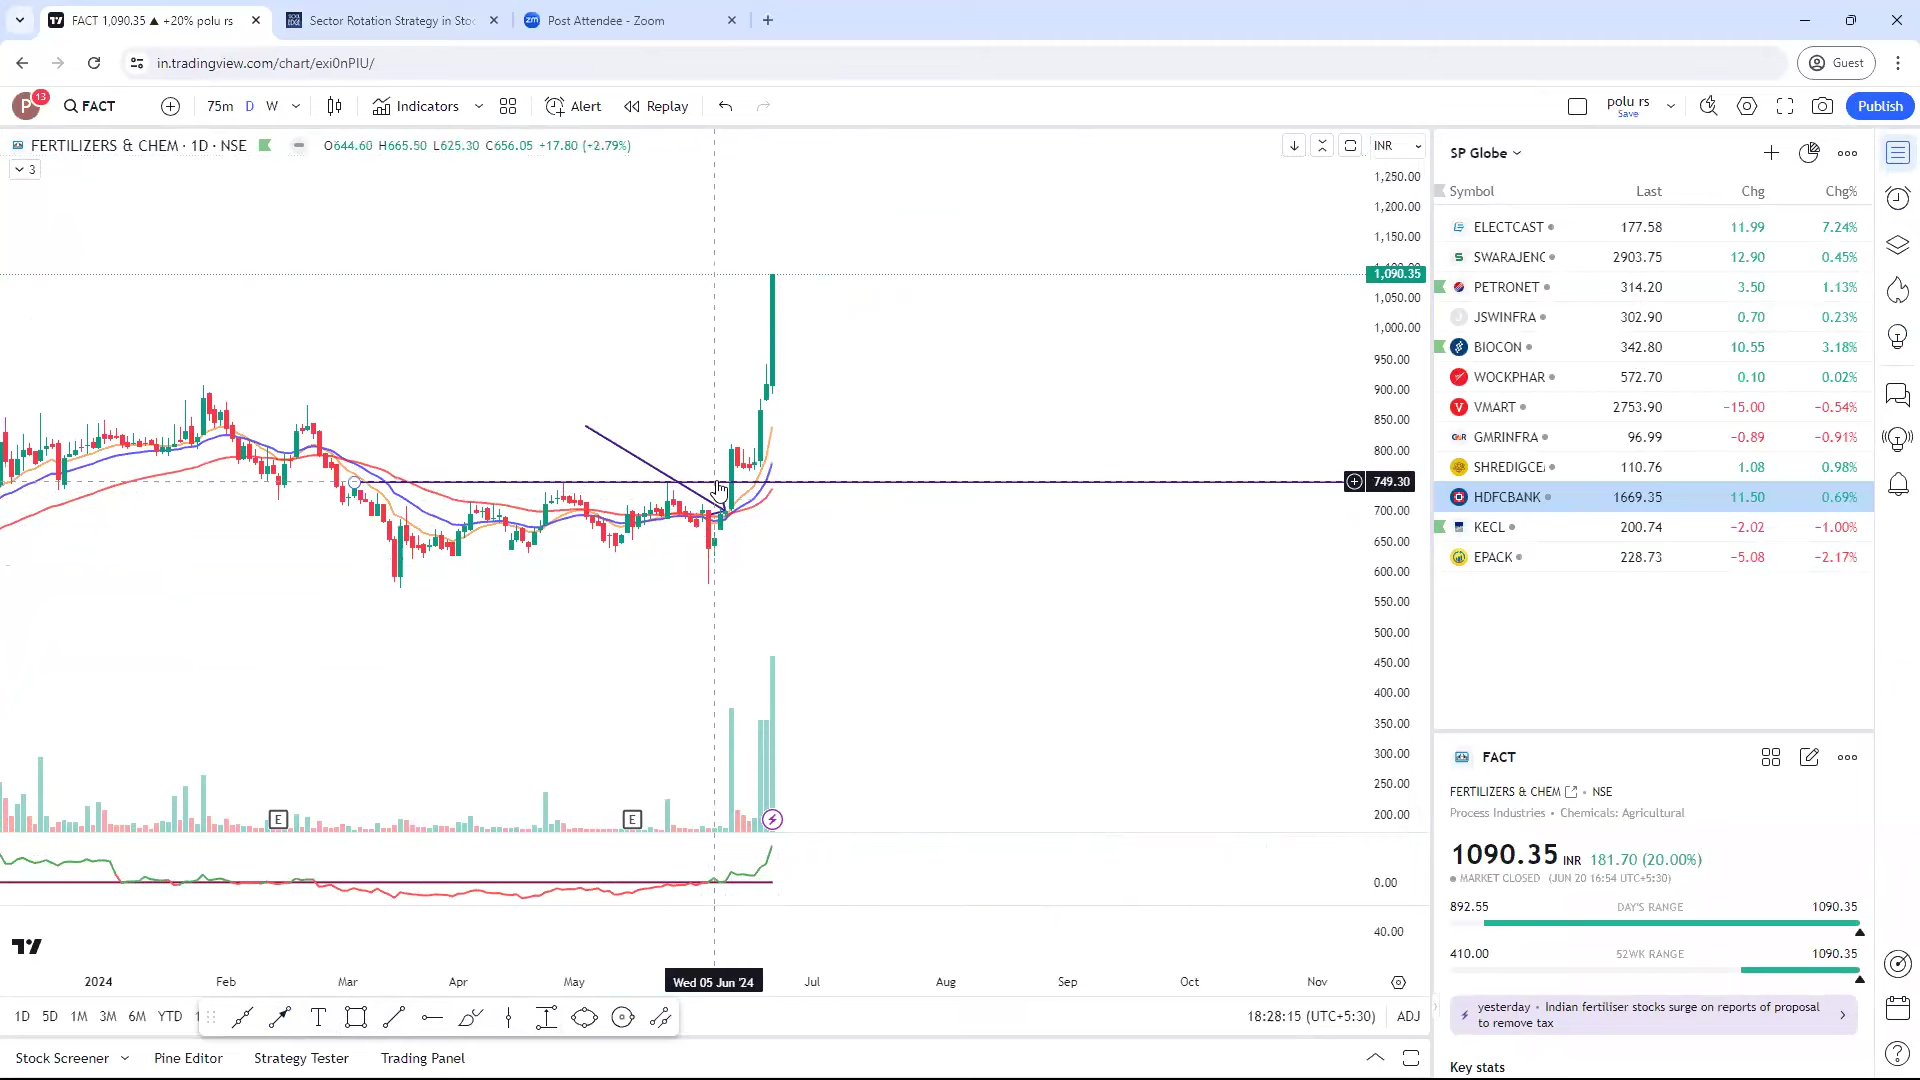 FACT 1,090.35 ▲ +20% polu rs
Sector Rotation Strategy in Stoc
zm Post Attendee - Zoom
in.tradingview.com/chart/exi0nPIU/
Guest
P 13
FACT
75m D W
Indicators
Alert
Replay
polu rs
Save
Publish
FERTILIZERS & CHEM · 1D · NSE
O644.60 H665.50 L625.30 C656.05 +17.80 (+2.79%)
INR
3
1,250.00
1,200.00
1,150.00
1,090.35
1,050.00
1,000.00
950.00
900.00
850.00
800.00
749.30
700.00
650.00
600.00
550.00
500.00
450.00
400.00
350.00
300.00
250.00
200.00
0.00
40.00
E
E
2024
Feb
Mar
Apr
May
Wed 05 Jun '24
Jul
Aug
Sep
Oct
Nov
1D 5D 1M 3M 6M YTD
18:28:15 (UTC+5:30)
ADJ
Stock Screener
Pine Editor
Strategy Tester
Trading Panel
SP Globe
Symbol Last Chg Chg%
ELECTCAST 177.58 11.99 7.24%
SWARAJENG 2903.75 12.90 0.45%
PETRONET 314.20 3.50 1.13%
JSWINFRA 302.90 0.70 0.23%
BIOCON 342.80 10.55 3.18%
WOCKPHAR 572.70 0.10 0.02%
VMART 2753.90 −15.00 −0.54%
GMRINFRA 96.99 −0.89 −0.91%
SHREDIGCE 110.76 1.08 0.98%
HDFCBANK 1669.35 11.50 0.69%
KECL 200.74 −2.02 −1.00%
EPACK 228.73 −5.08 −2.17%
FACT
FERTILIZERS & CHEM • NSE
Process Industries • Chemicals: Agricultural
1090.35 INR 181.70 (20.00%)
MARKET CLOSED (JUN 20 16:54 UTC+5:30)
892.55 DAY'S RANGE 1090.35
410.00 52WK RANGE 1090.35
yesterday • Indian fertiliser stocks surge on reports of proposal
to remove tax
Key stats